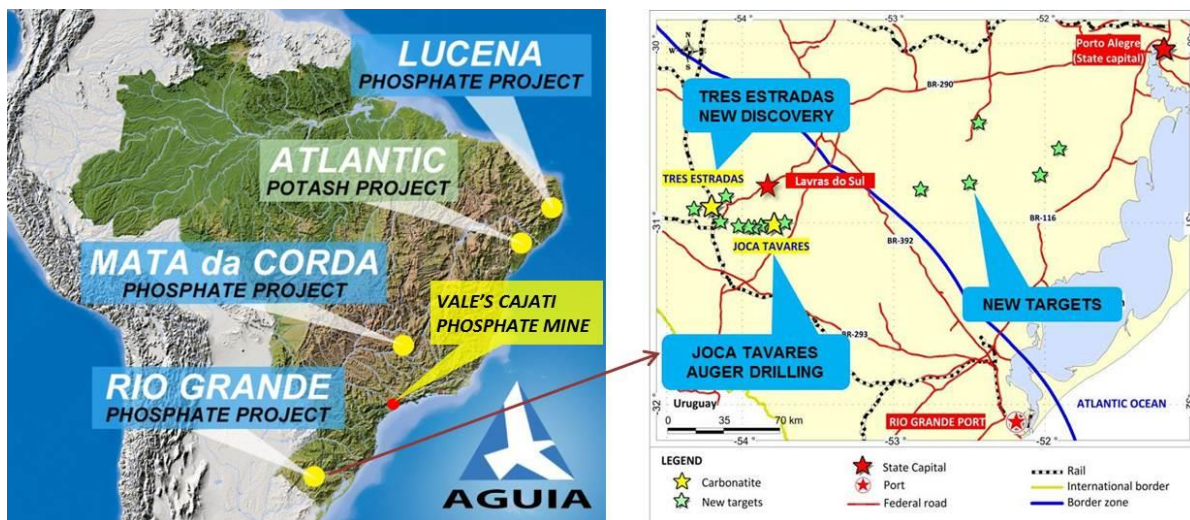 LUCENA
PHOSPHATE PROJECT
ATLANTIC
POTASH PROJECT
MATA da CORDA
PHOSPHATE PROJECT
VALE'S CAJATI
PHOSPHATE MINE
RIO GRANDE
PHOSPHATE PROJECT
AGUIA
-54
-53
-52
-30
N
W
E
S
Porto Alegre
(State capital)
BR-290
TRES ESTRADAS
NEW DISCOVERY
TRES ESTRADAS
Lavras do Sul
-31
JOCA TAVARES
BR-392
BR-116
NEW TARGETS
BR-293
JOCA TAVARES
AUGER DRILLING
-32
Uruguay
0 35 70 km
RIO GRANDE PORT
ATLANTIC OCEAN
-54
-53
-52
LEGEND
Carbonatite
New targets
State Capital
Port
Federal road
Rail
International border
Border zone